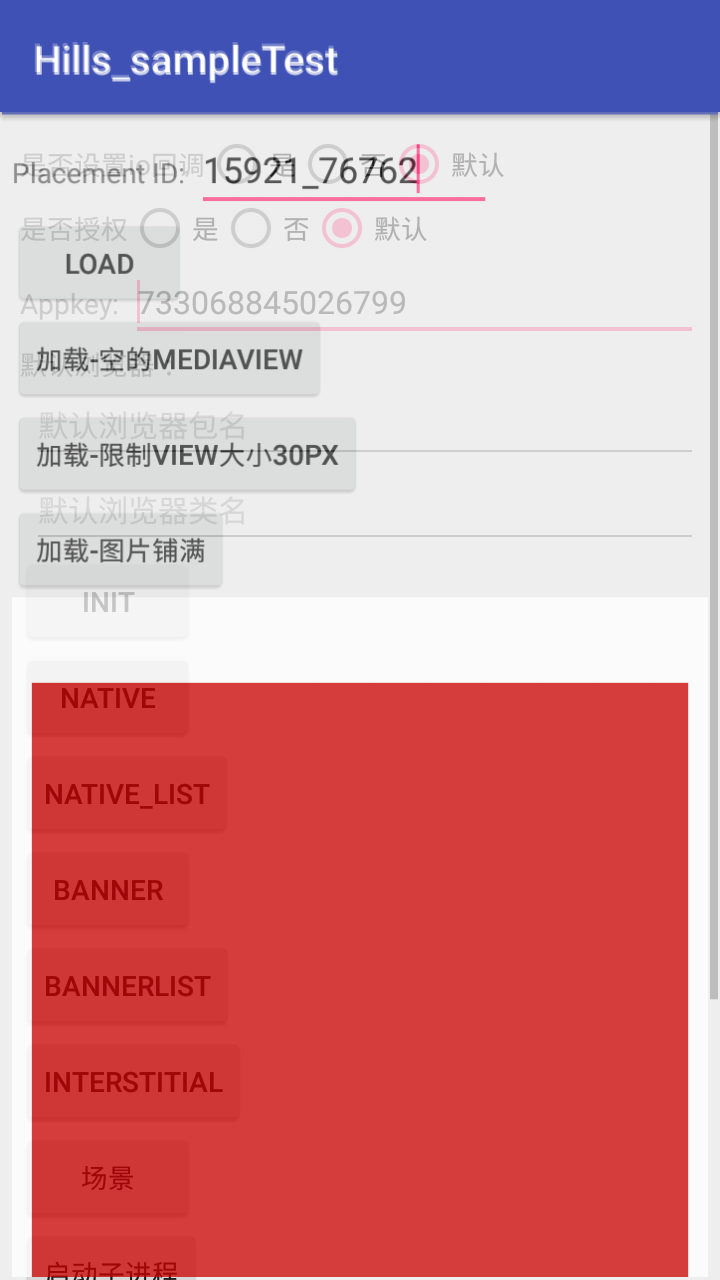 Hills_sampleTest
是否设置ip回调 是 否 默认
Placement ID: 15921_76762
是否授权 是 否 默认
LOAD
Appkey: 733068845026799
加载-空的MEDIAVIEW
默认浏览器：
默认浏览器包名
加载-限制VIEW大小30PX
默认浏览器类名
加载-图片铺满
INIT
NATIVE
NATIVE_LIST
BANNER
BANNERLIST
INTERSTITIAL
场景
启动子进程